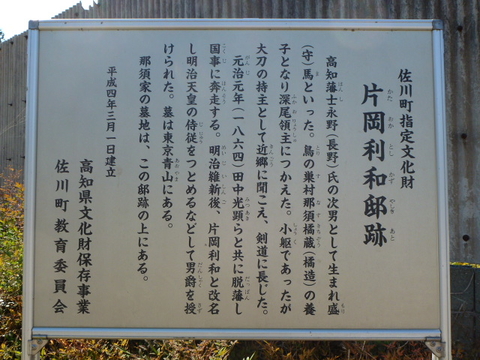 佐川町指定文化財
片岡利和邸跡
高知藩士永野(長野)氏の次男として生まれ盛
(守)馬といった。鳥の巣村那須橘蔵(橘造)の養
子となり深尾領主につかえた。小軀であったが
大刀の持主として近郷に聞こえ、剣道に長じた。
元治元年(一八六四)田中光顕らと共に脱藩し
国事に奔走する。明治維新後、片岡利和と改名
し明治天皇の侍従をつとめるなどして男爵を授
けられた。墓は東京青山にある。
那須家の墓地は、この邸跡の上にある。
平成四年三月一日建立
高知県文化財保存事業
佐川町教育委員会